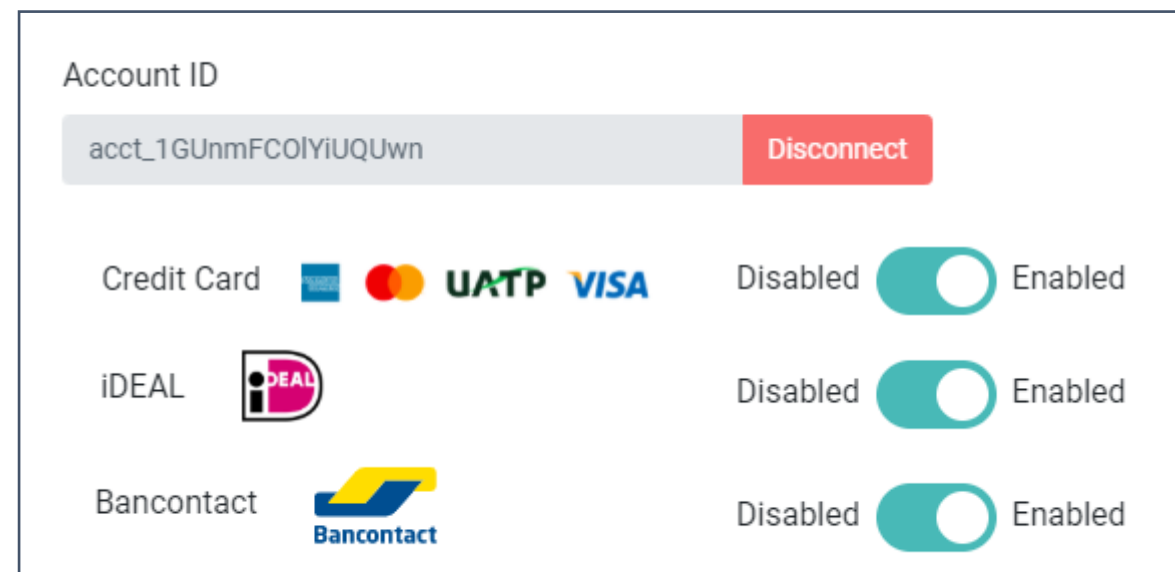 Account ID
acct_1GUnmFCOlYiUQUwn Disconnect
Credit Card UATP VISA Disabled Enabled
iDEAL iDEAL Disabled Enabled
Bancontact Bancontact Disabled Enabled